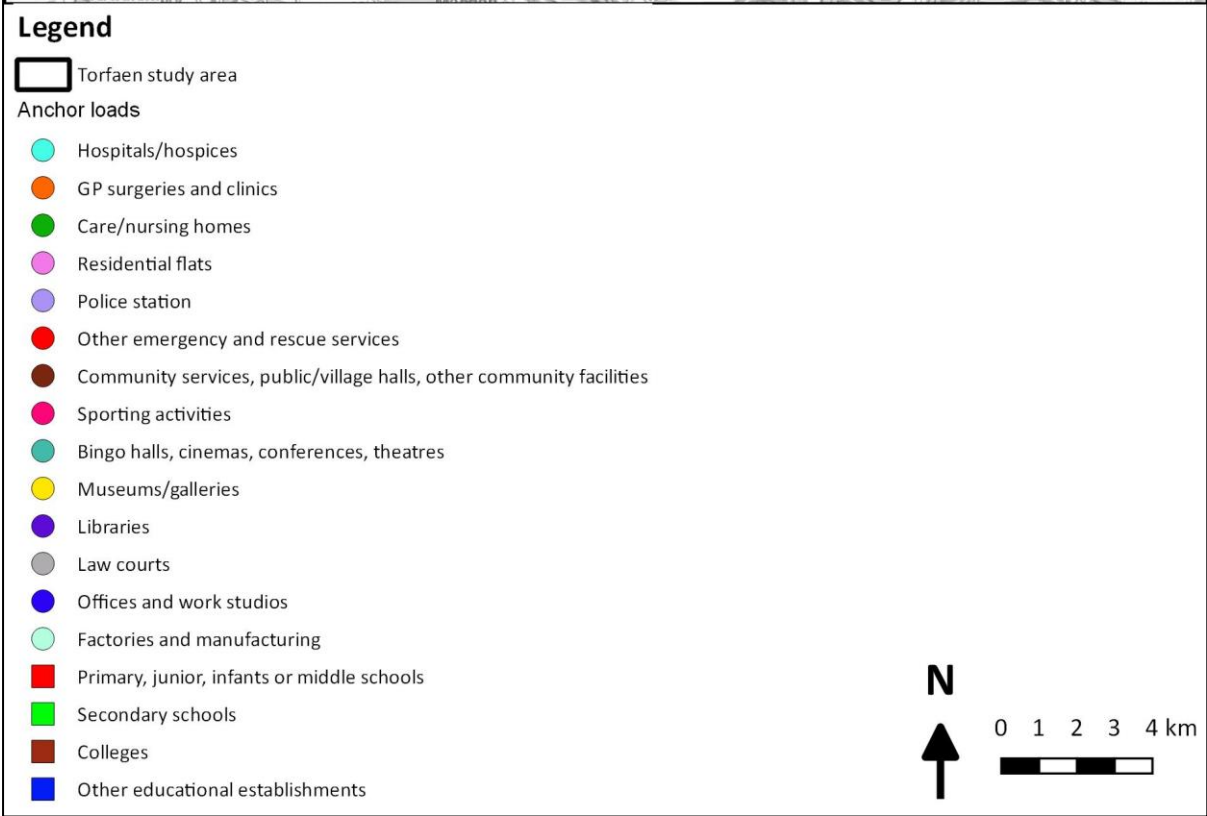 Legend
Torfaen study area
Anchor loads
Hospitals/hospices
GP surgeries and clinics
Care/nursing homes
Residential flats
Police station
Other emergency and rescue services
Community services, public/village halls, other community facilities
Sporting activities
Bingo halls, cinemas, conferences, theatres
Museums/galleries
Libraries
Law courts
Offices and work studios
Factories and manufacturing
Primary, junior, infants or middle schools
Secondary schools
Colleges
Other educational establishments
N
0 1 2 3 4 km